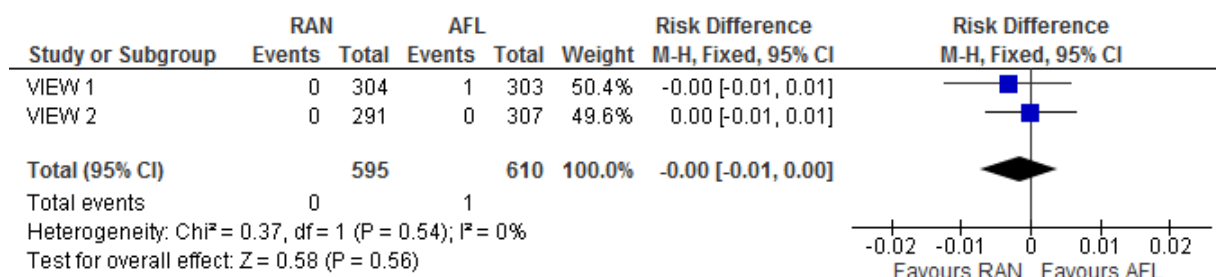 RAN AFL Risk Difference Risk Difference
Study or Subgroup Events Total Events Total Weight M-H, Fixed, 95% CI M-H, Fixed, 95% CI
VIEW 1 0 304 1 303 50.4% -0.00 [-0.01, 0.01]
VIEW 2 0 291 0 307 49.6% 0.00 [-0.01, 0.01]
Total (95% CI) 595 610 100.0% -0.00 [-0.01, 0.00]
Total events 0 1
Heterogeneity: Chi² = 0.37, df = 1 (P = 0.54); I² = 0%
Test for overall effect: Z = 0.58 (P = 0.56)
-0.02 -0.01 0 0.01 0.02
Favours RAN Favours AFL